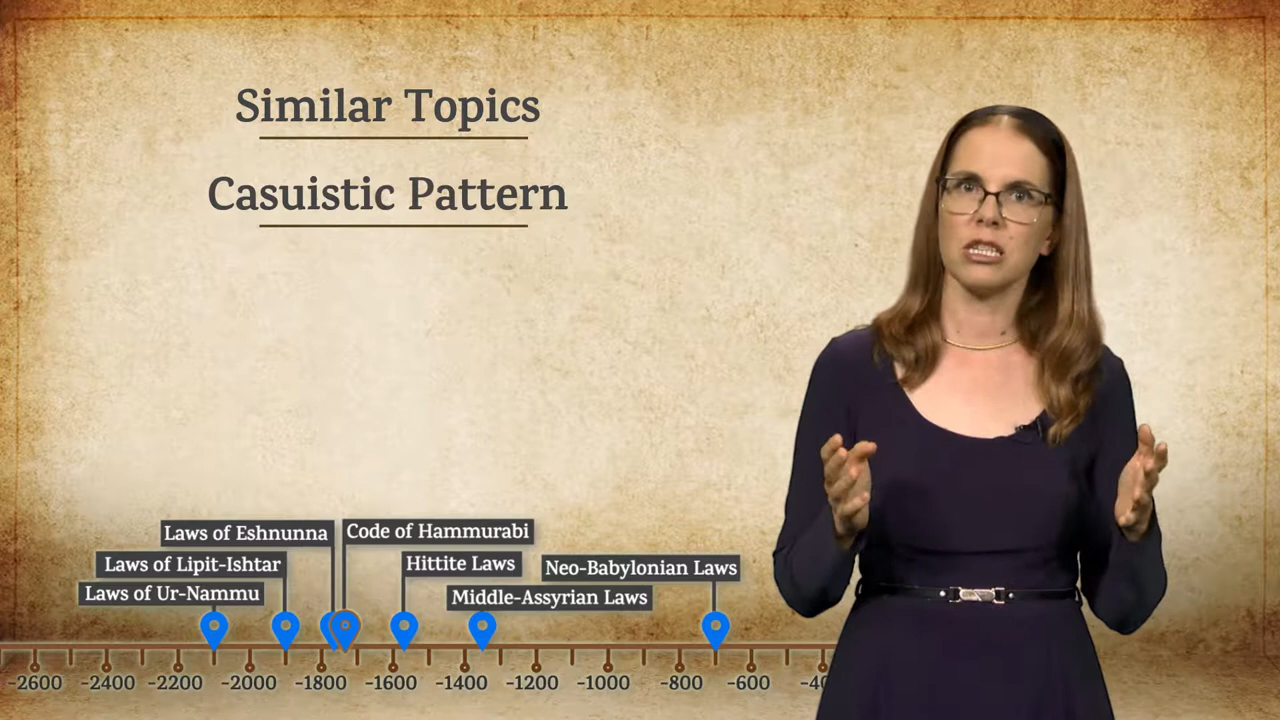 Similar Topics
Casuistic Pattern
Laws of Eshnunna
Code of Hammurabi
Laws of Lipit-Ishtar
Hittite Laws
Neo-Babylonian Laws
Laws of Ur-Nammu
Middle-Assyrian Laws
-2600 -2400 -2200 -2000 -1800 -1600 -1400 -1200 -1000 -800 -600